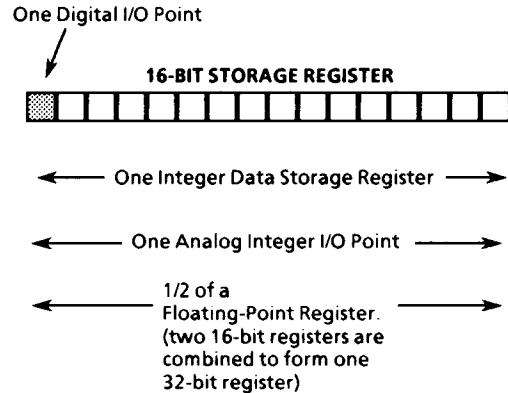 One Digital I/O Point
16-BIT STORAGE REGISTER
One Integer Data Storage Register
One Analog Integer I/O Point
1/2 of a
Floating-Point Register.
(two 16-bit registers are
combined to form one
32-bit register)